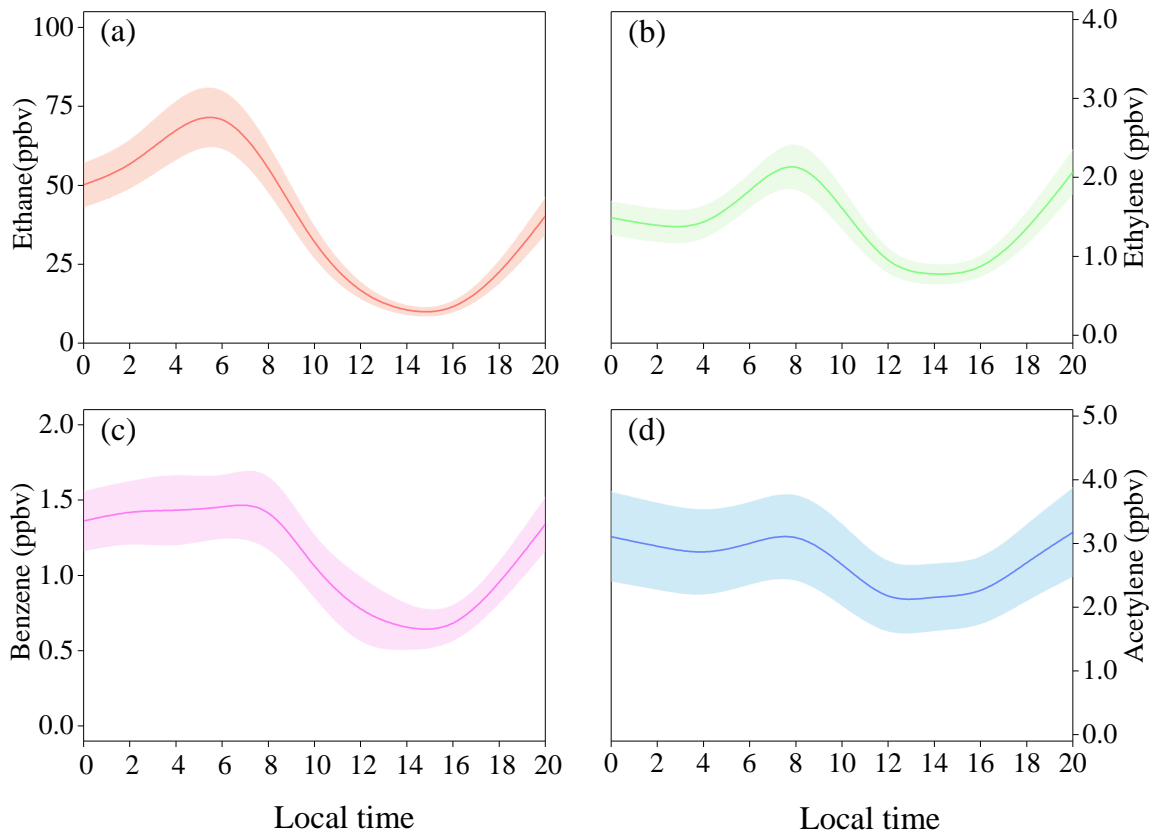 (a)
100
75
50
25
0
Ethane(ppbv)
0 2 4 6 8 10 12 14 16 18 20
(b)
4.0
3.0
2.0
1.0
0.0
Ethylene (ppbv)
0 2 4 6 8 10 12 14 16 18 20
(c)
2.0
1.5
1.0
0.5
0.0
Benzene (ppbv)
0 2 4 6 8 10 12 14 16 18 20
Local time
(d)
5.0
4.0
3.0
2.0
1.0
0.0
Acetylene (ppbv)
0 2 4 6 8 10 12 14 16 18 20
Local time